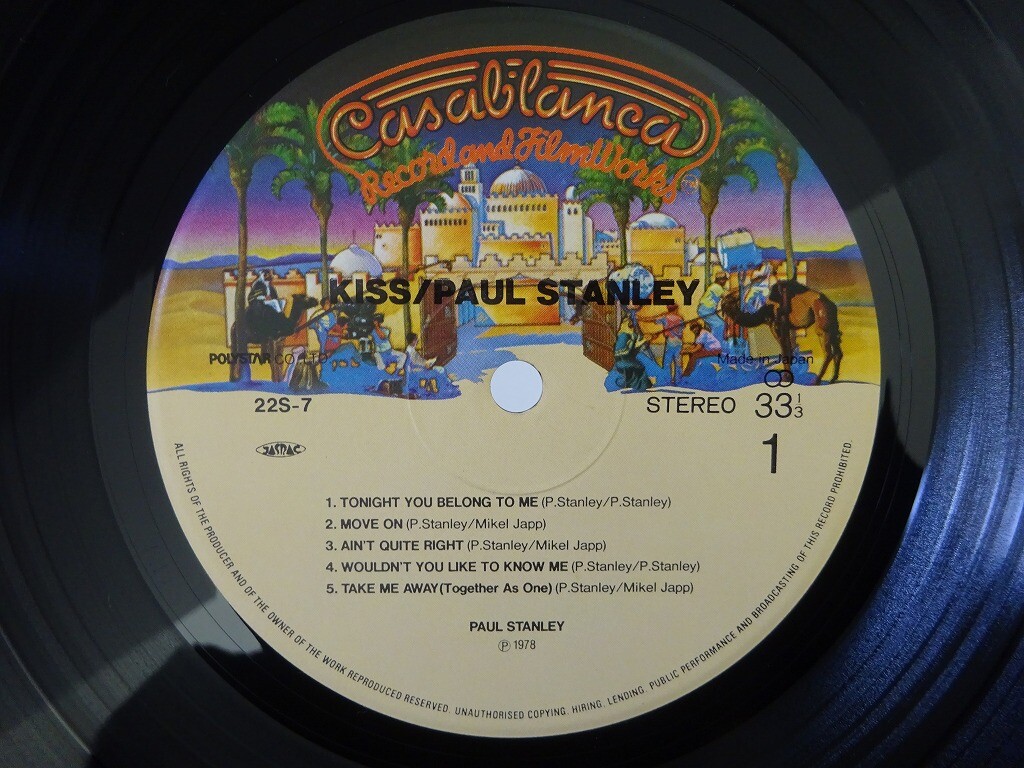 Casablanca
Record and FilmWorks
KISS/PAUL STANLEY
POLYSTAR CO., LTD.
Made in Japan
22S-7
STEREO 33 1/3
JASRAC
1
1. TONIGHT YOU BELONG TO ME (P.Stanley/P.Stanley)
2. MOVE ON (P.Stanley/Mikel Japp)
3. AIN'T QUITE RIGHT (P.Stanley/Mikel Japp)
4. WOULDN'T YOU LIKE TO KNOW ME (P.Stanley/P.Stanley)
5. TAKE ME AWAY(Together As One) (P.Stanley/Mikel Japp)
PAUL STANLEY
Ⓟ 1978
ALL RIGHTS OF THE PRODUCER AND OF THE OWNER OF THE WORK REPRODUCED RESERVED. UNAUTHORISED COPYING. HIRING. LENDING. PUBLIC PERFORMANCE AND BROADCASTING OF THIS RECORD PROHIBITED.